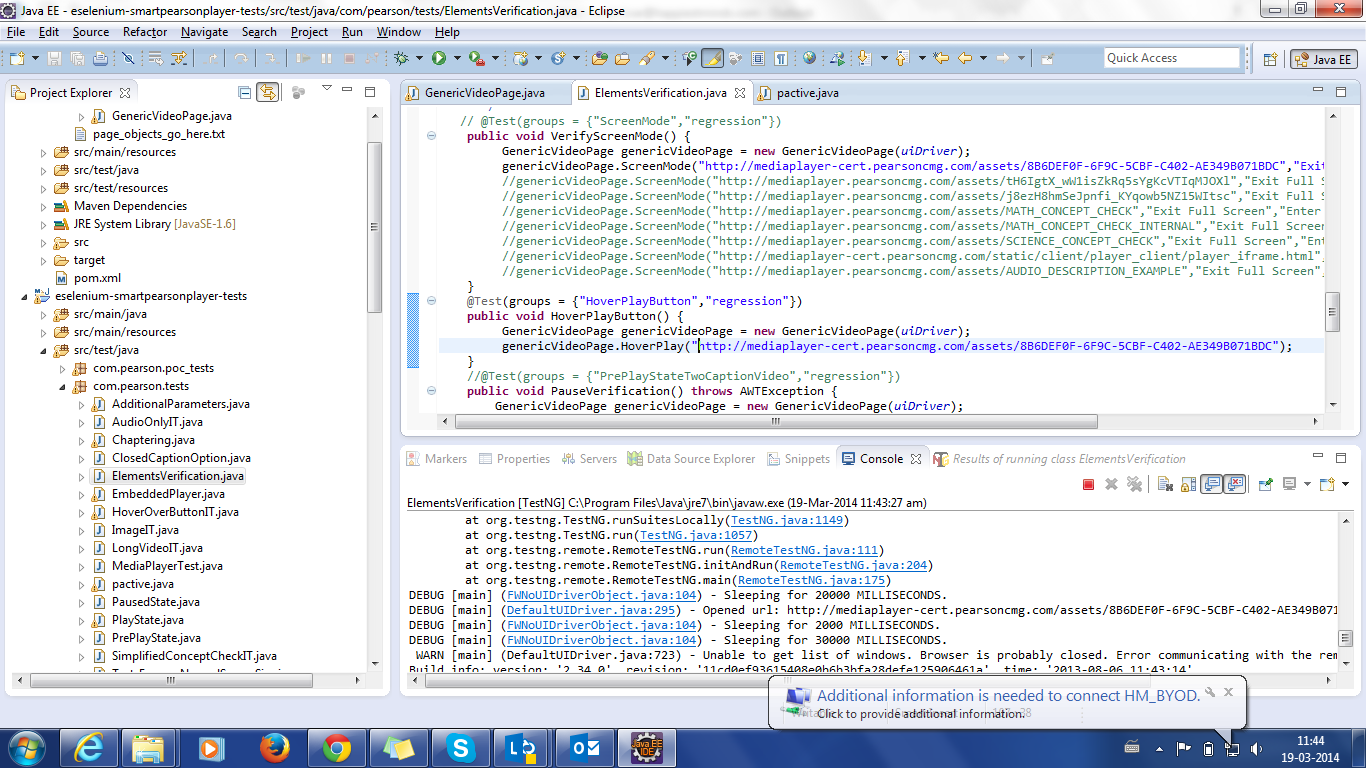 Java EE - eselenium-smartpearsonplayer-tests/src/test/java/com/pearson/tests/ElementsVerification.java - Eclipse
File Edit Source Refactor Navigate Search Project Run Window Help
Quick Access
Java EE
Project Explorer
GenericVideoPage.java
page_objects_go_here.txt
src/main/resources
src/test/java
src/test/resources
Maven Dependencies
JRE System Library [JavaSE-1.6]
src
target
pom.xml
eselenium-smartpearsonplayer-tests
src/main/java
src/main/resources
src/test/java
com.pearson.poc_tests
com.pearson.tests
AdditionalParameters.java
AudioOnlyIT.java
Chaptering.java
ClosedCaptionOption.java
ElementsVerification.java
EmbeddedPlayer.java
HoverOverButtonIT.java
ImageIT.java
LongVideoIT.java
MediaPlayerTest.java
pactive.java
PausedState.java
PlayState.java
PrePlayState.java
SimplifiedConceptCheckIT.java
GenericVideoPage.java ElementsVerification.java pactive.java
// @Test(groups = {"ScreenMode","regression"})
public void VerifyScreenMode() {
GenericVideoPage genericVideoPage = new GenericVideoPage(uiDriver);
genericVideoPage.ScreenMode("http://mediaplayer-cert.pearsoncmg.com/assets/8B6DEF0F-6F9C-5CBF-C402-AE349B071BDC","Exit
//genericVideoPage.ScreenMode("http://mediaplayer.pearsoncmg.com/assets/tH6IgtX_wW1isZkRq5sYgKcVTIqMJOXl","Exit Full S
//genericVideoPage.ScreenMode("http://mediaplayer.pearsoncmg.com/assets/j8ezH8hmSeJpnfi_KYqowb5NZ15WItsc","Exit Full S
//genericVideoPage.ScreenMode("http://mediaplayer.pearsoncmg.com/assets/MATH_CONCEPT_CHECK","Exit Full Screen","Enter
//genericVideoPage.ScreenMode("http://mediaplayer.pearsoncmg.com/assets/MATH_CONCEPT_CHECK_INTERNAL","Exit Full Screen
//genericVideoPage.ScreenMode("http://mediaplayer.pearsoncmg.com/assets/SCIENCE_CONCEPT_CHECK","Exit Full Screen","Ent
//genericVideoPage.ScreenMode("http://mediaplayer-cert.pearsoncmg.com/static/client/player_client/player_iframe.html",
//genericVideoPage.ScreenMode("http://mediaplayer.pearsoncmg.com/assets/AUDIO_DESCRIPTION_EXAMPLE","Exit Full Screen",
}
@Test(groups = {"HoverPlayButton","regression"})
public void HoverPlayButton() {
GenericVideoPage genericVideoPage = new GenericVideoPage(uiDriver);
genericVideoPage.HoverPlay("http://mediaplayer-cert.pearsoncmg.com/assets/8B6DEF0F-6F9C-5CBF-C402-AE349B071BDC");
}
//@Test(groups = {"PrePlayStateTwoCaptionVideo","regression"})
public void PauseVerification() throws AWTException {
GenericVideoPage genericVideoPage = new GenericVideoPage(uiDriver);
Markers Properties Servers Data Source Explorer Snippets Console Results of running class ElementsVerification
ElementsVerification [TestNG] C:\Program Files\Java\jre7\bin\javaw.exe (19-Mar-2014 11:43:27 am)
at org.testng.TestNG.runSuitesLocally(TestNG.java:1149)
at org.testng.TestNG.run(TestNG.java:1057)
at org.testng.remote.RemoteTestNG.run(RemoteTestNG.java:111)
at org.testng.remote.RemoteTestNG.initAndRun(RemoteTestNG.java:204)
at org.testng.remote.RemoteTestNG.main(RemoteTestNG.java:175)
DEBUG [main] (FWNoUIDriverObject.java:104) - Sleeping for 20000 MILLISECONDS.
DEBUG [main] (DefaultUIDriver.java:295) - Opened url: http://mediaplayer-cert.pearsoncmg.com/assets/8B6DEF0F-6F9C-5CBF-C402-AE349B071
DEBUG [main] (FWNoUIDriverObject.java:104) - Sleeping for 2000 MILLISECONDS.
DEBUG [main] (FWNoUIDriverObject.java:104) - Sleeping for 30000 MILLISECONDS.
WARN [main] (DefaultUIDriver.java:723) - Unable to get list of windows. Browser is probably closed. Error communicating with the rem
Build info: version: '2.34.0', revision: '11cd0ef93615408e0b6b3bfa28defe125906461a', time: '2013-08-06 11:43:14'
Additional information is needed to connect HM_BYOD.
Click to provide additional information.
Java EE
IDE
11:44
19-03-2014